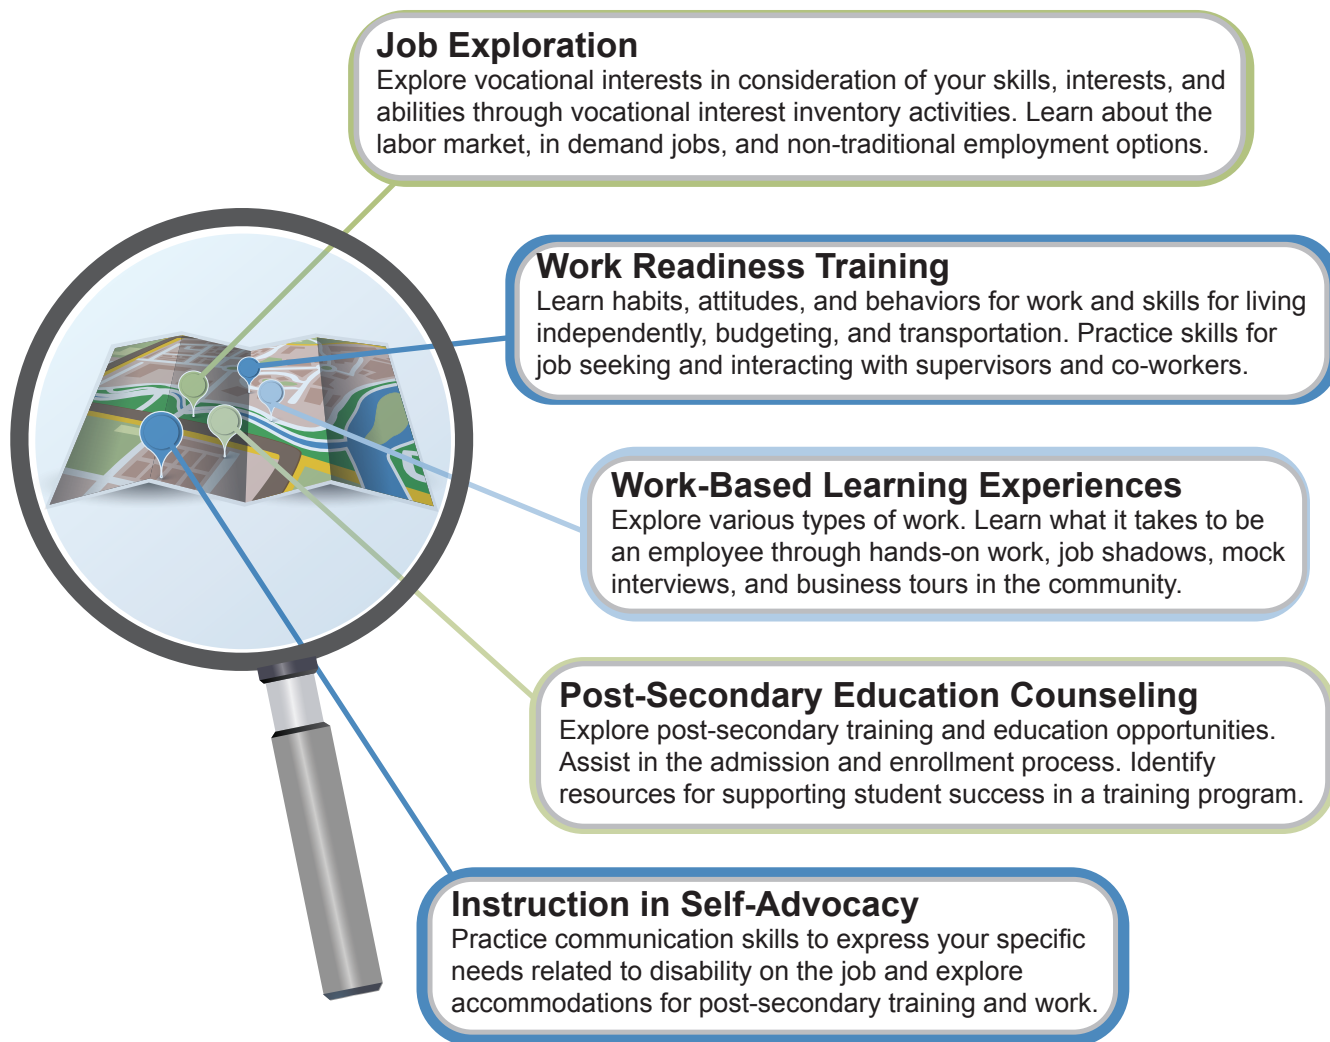 Job Exploration
Explore vocational interests in consideration of your skills, interests, and
abilities through vocational interest inventory activities. Learn about the
labor market, in demand jobs, and non-traditional employment options.
Work Readiness Training
Learn habits, attitudes, and behaviors for work and skills for living
independently, budgeting, and transportation. Practice skills for
job seeking and interacting with supervisors and co-workers.
Work-Based Learning Experiences
Explore various types of work. Learn what it takes to be
an employee through hands-on work, job shadows, mock
interviews, and business tours in the community.
Post-Secondary Education Counseling
Explore post-secondary training and education opportunities.
Assist in the admission and enrollment process. Identify
resources for supporting student success in a training program.
Instruction in Self-Advocacy
Practice communication skills to express your specific
needs related to disability on the job and explore
accommodations for post-secondary training and work.